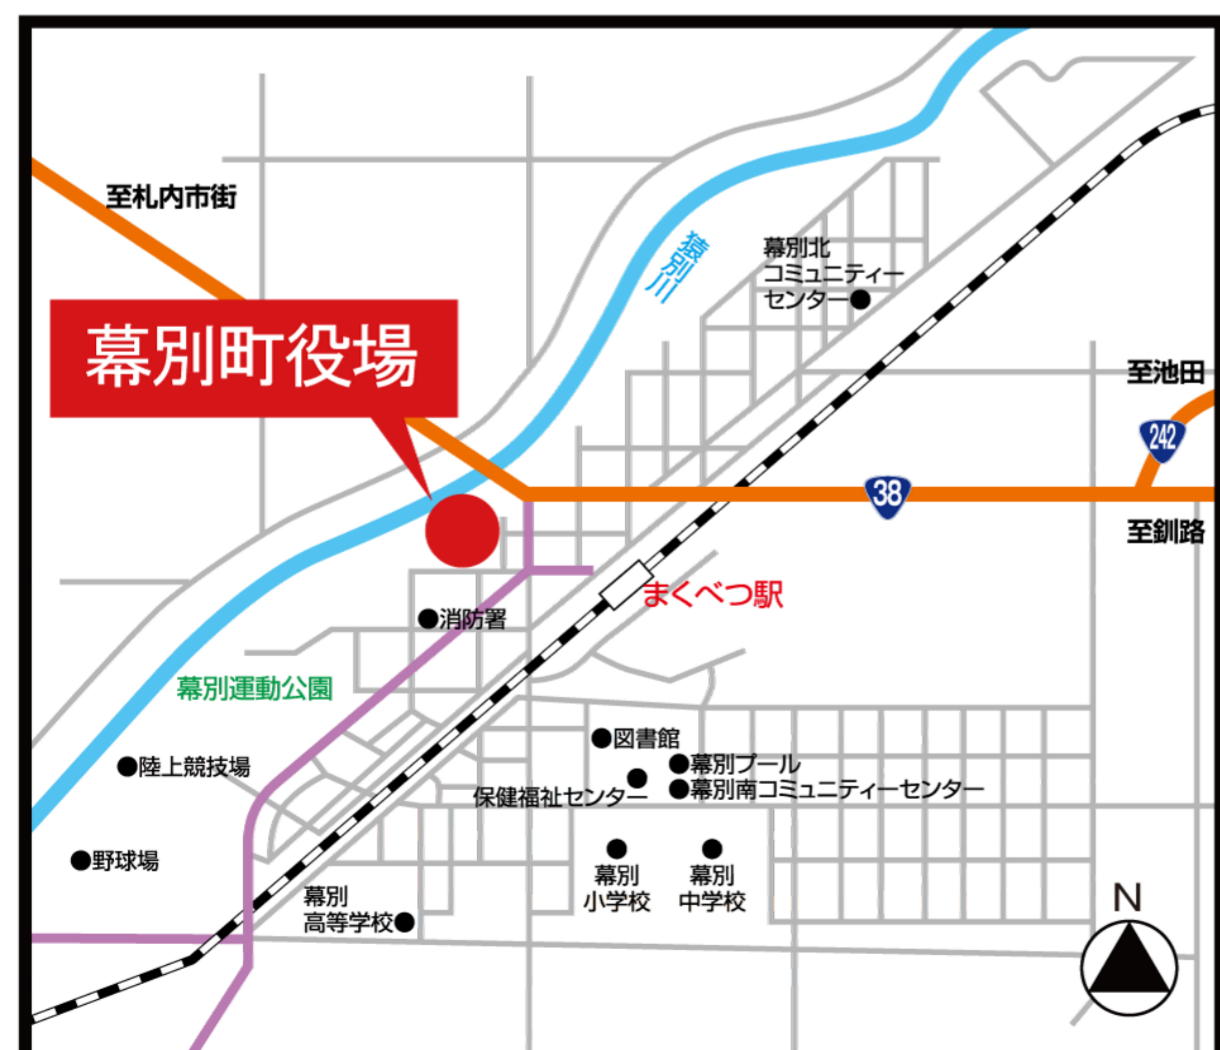 至札内市街
猿別川
幕別北
コミュニティー
センター
幕別町役場
至池田
242
38
至釧路
まくべつ駅
消防署
幕別運動公園
図書館
幕別プール
陸上競技場
保健福祉センター
幕別南コミュニティーセンター
野球場
幕別
小学校
幕別
中学校
幕別
高等学校
N